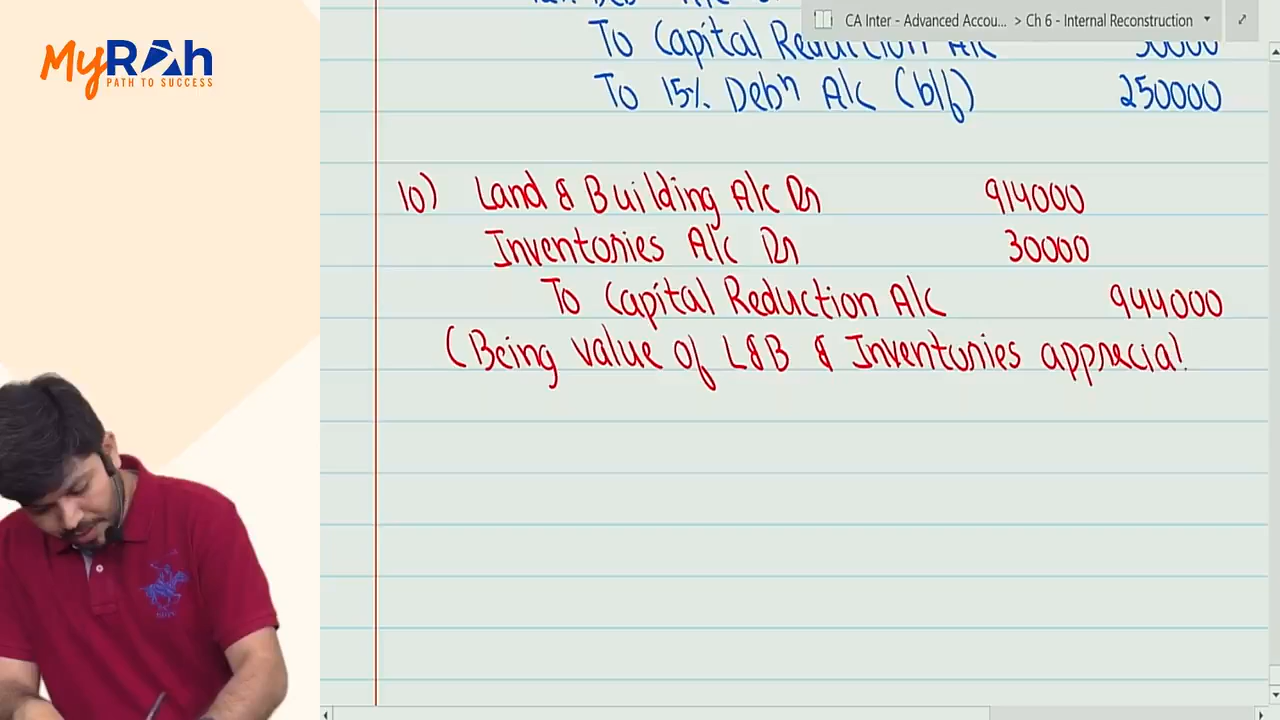 MyRAh
PATH TO SUCCESS
CA Inter - Advanced Accou... > Ch 6 - Internal Reconstruction
To Capital Reduction A/c 50000
To 15% Debn A/c (b/f) 250000
10) Land & Building A/c Dr 914000
Inventories A/c Dr 30000
To Capital Reduction A/c 944000
(Being value of L&B & Inventories apprecia